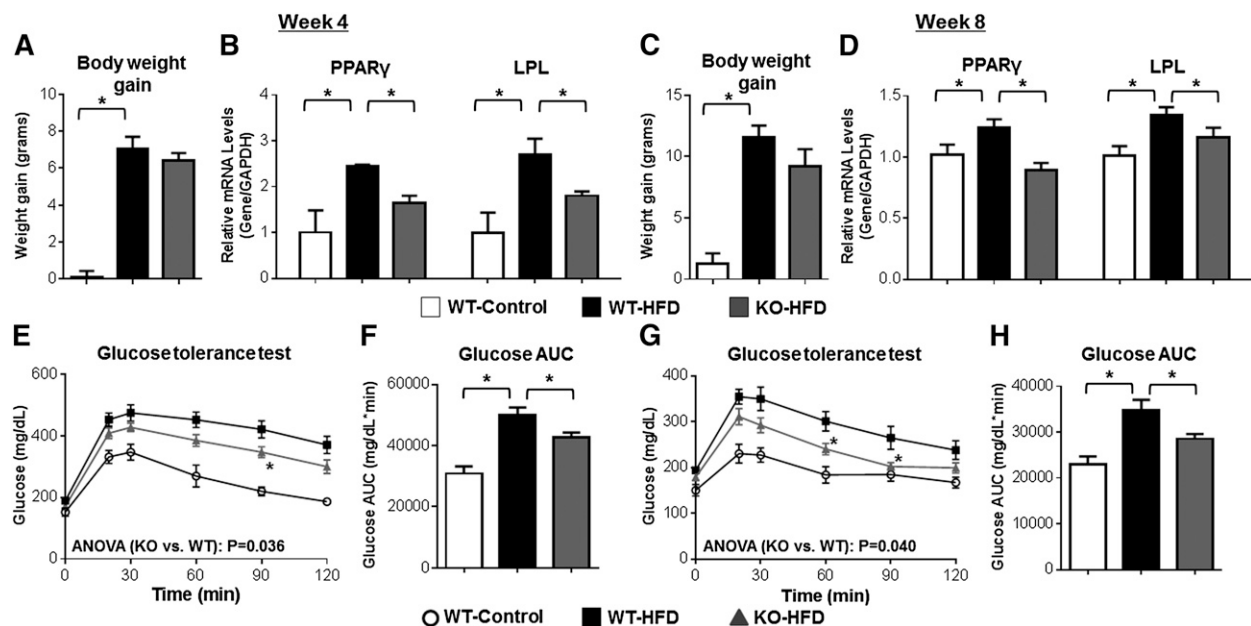 Week 4
Week 8
A
Body weight
gain
Weight gain (grams)
8
6
4
2
0
*
B
PPARγ
LPL
Relative mRNA Levels
(Gene/GAPDH)
4
3
2
1
0
* * * *
C
Body weight
gain
Weight gain (grams)
15
10
5
0
*
D
PPARγ
LPL
Relative mRNA Levels
(Gene/GAPDH)
1.5
1.0
0.5
0.0
* * * *
WT-Control WT-HFD KO-HFD
E
Glucose tolerance test
Glucose (mg/dL)
600
400
200
0
*
ANOVA (KO vs. WT): P=0.036
0 30 60 90 120
Time (min)
F
Glucose AUC
Glucose AUC (mg/dL*min)
60000
40000
20000
0
* *
G
Glucose tolerance test
Glucose (mg/dL)
400
300
200
100
0
* *
ANOVA (KO vs. WT): P=0.040
0 30 60 90 120
Time (min)
H
Glucose AUC
Glucose AUC (mg/dL*min)
40000
30000
20000
10000
0
* *
WT-Control WT-HFD KO-HFD